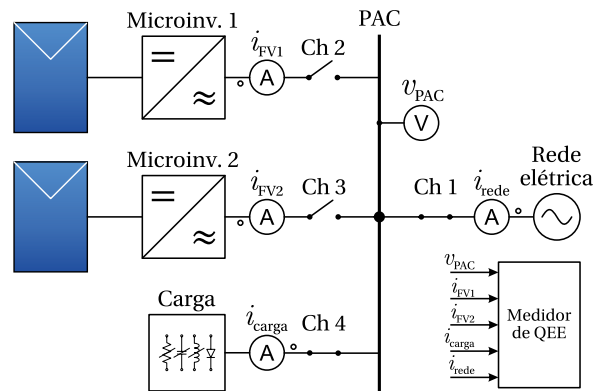 Microinv. 1
PAC
i_FV1
Ch 2
A
v_PAC
V
Microinv. 2
i_FV2
Ch 3
A
Ch 1
i_rede
A
Rede
elétrica
Carga
i_carga
Ch 4
A
v_PAC
i_FV1
i_FV2
i_carga
i_rede
Medidor
de QEE